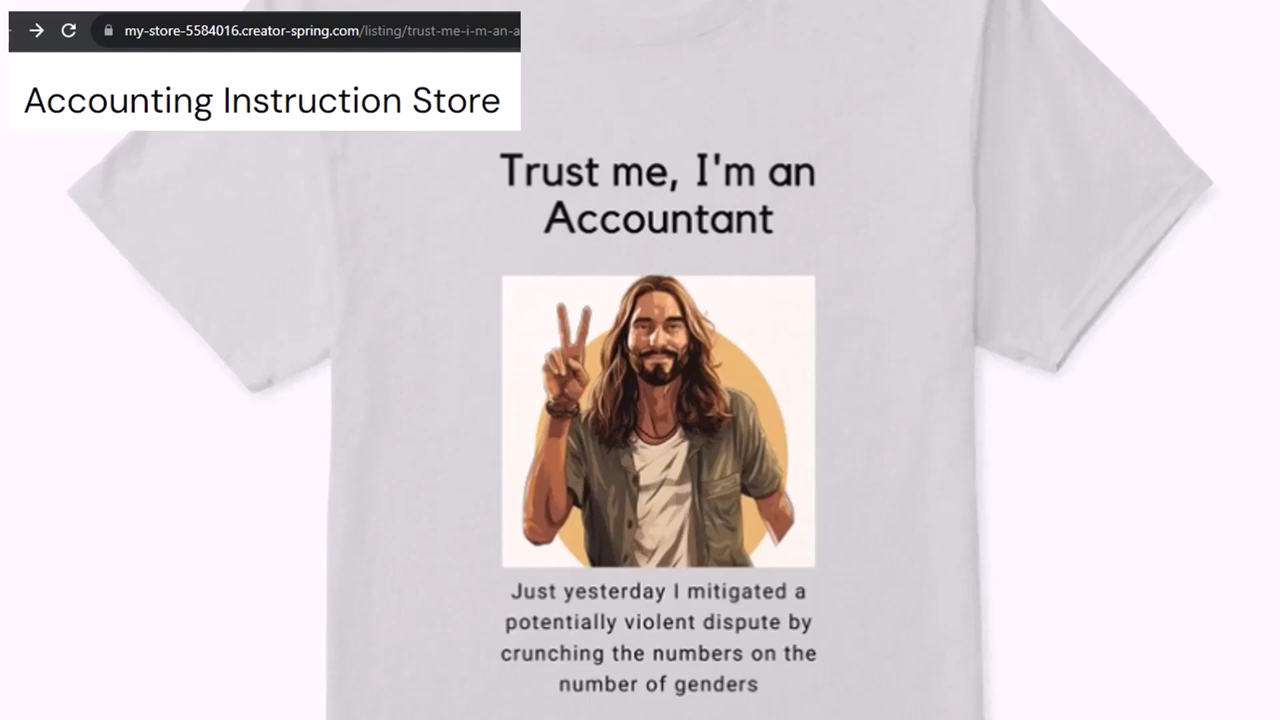 my-store-5584016.creator-spring.com/listing/trust-me-i-m-an-a
Accounting Instruction Store
Trust me, I'm an
Accountant
Just yesterday I mitigated a
potentially violent dispute by
crunching the numbers on the
number of genders